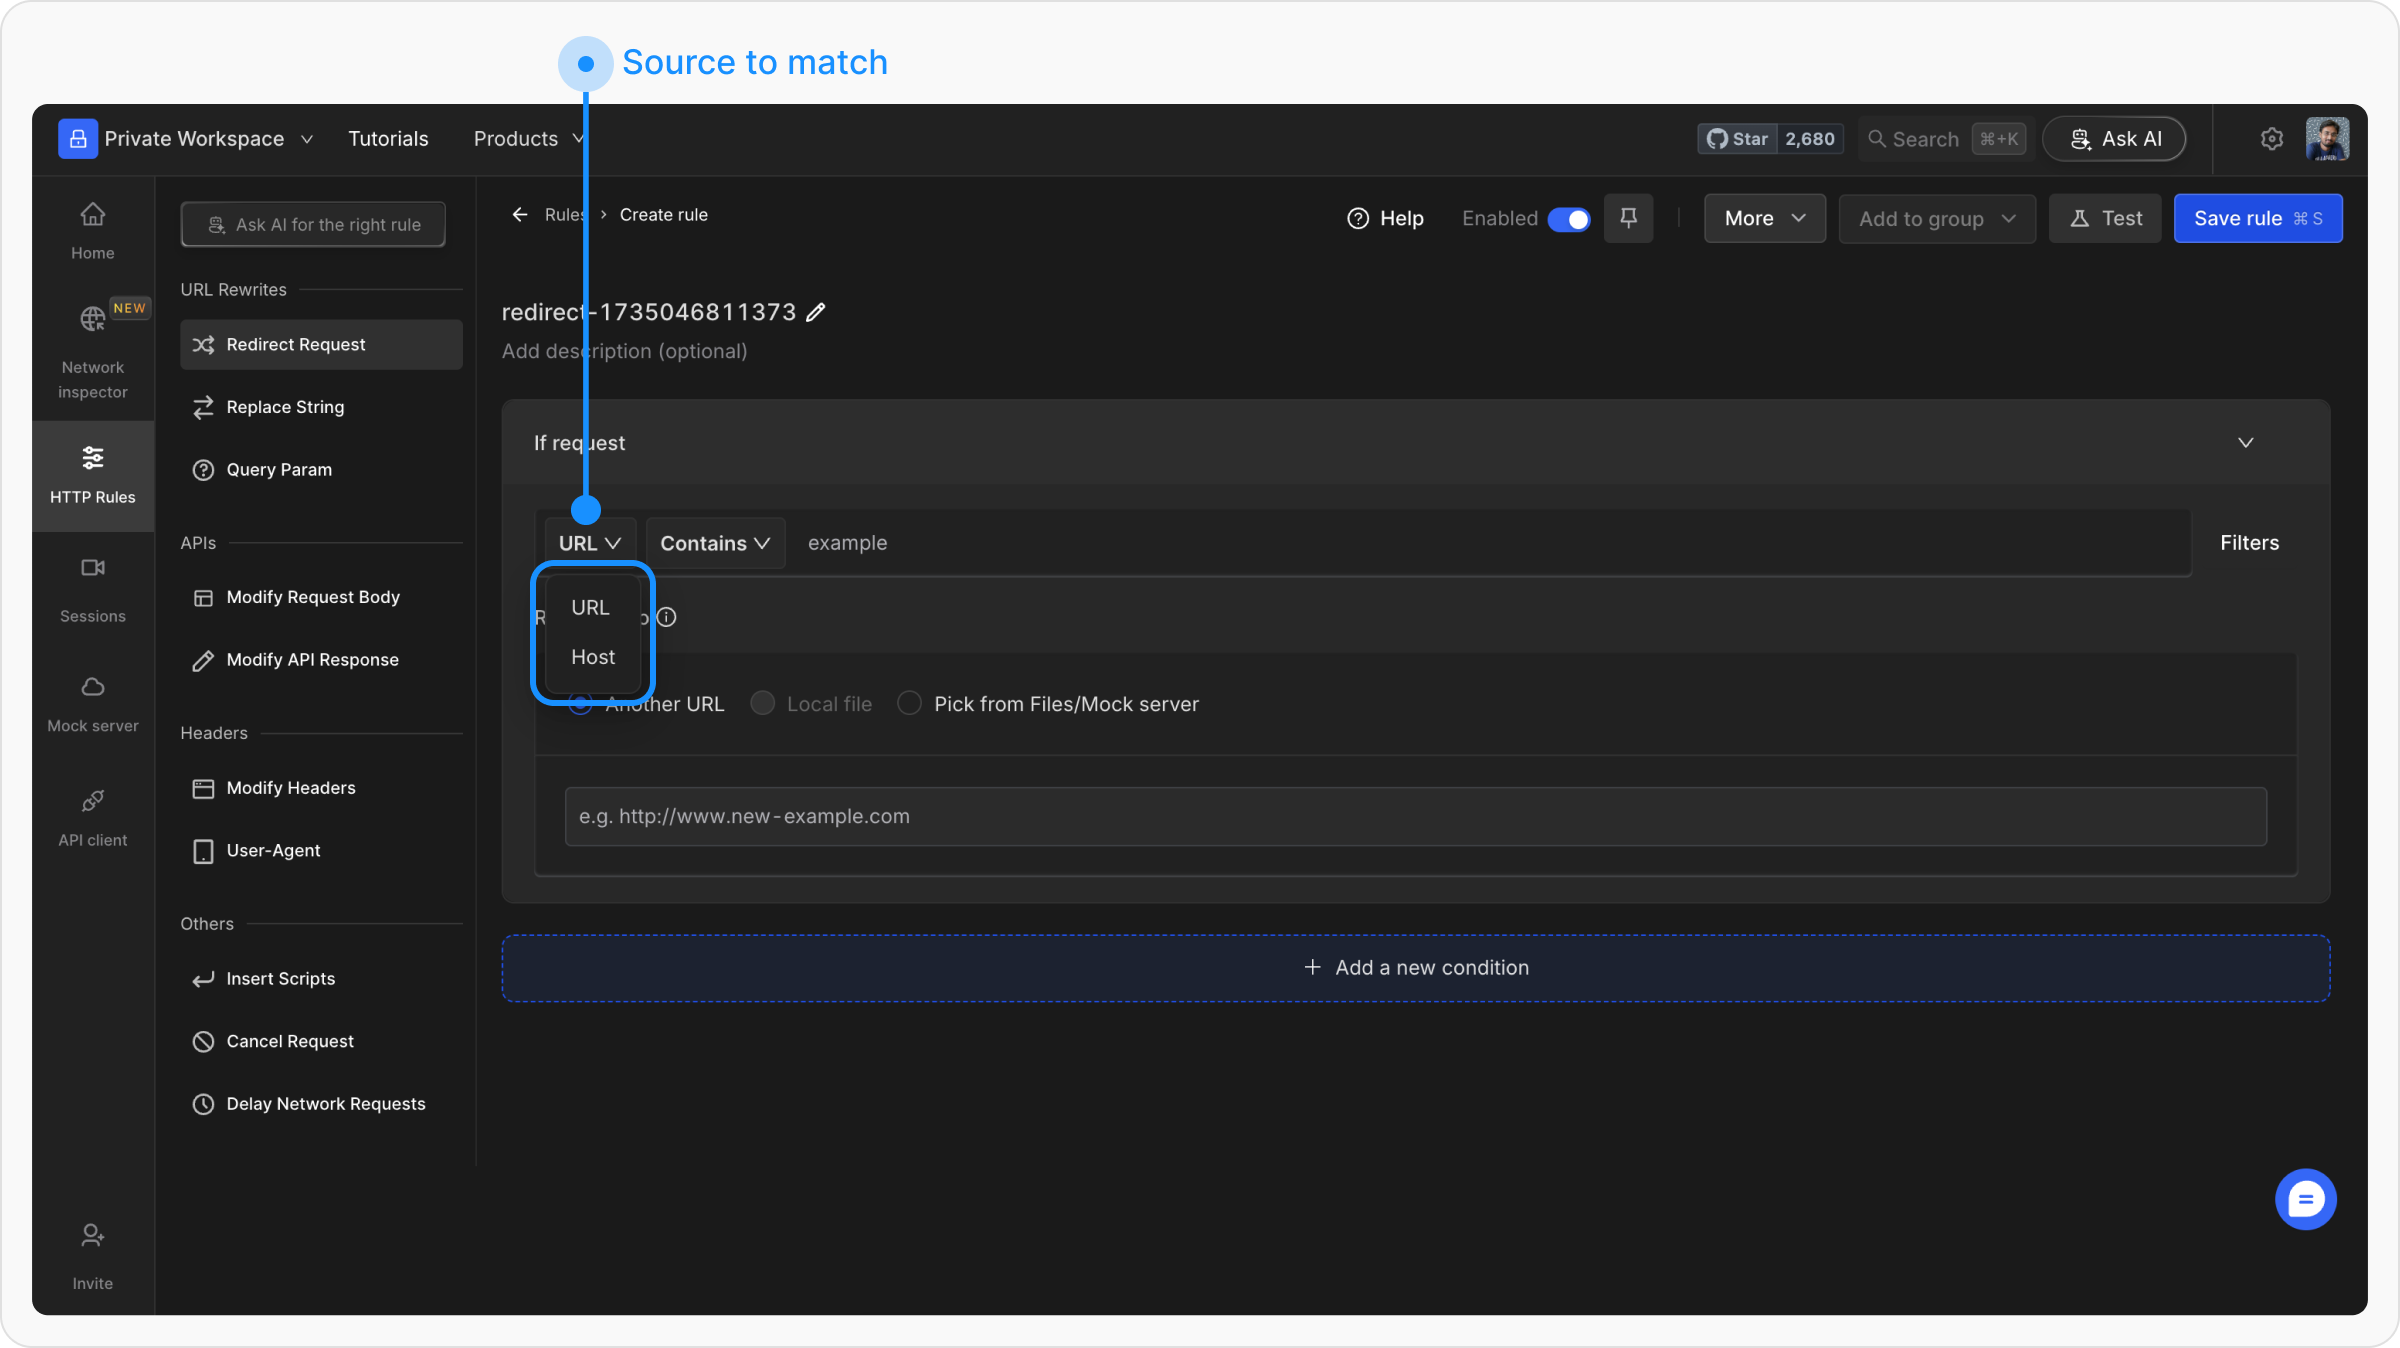 Source to match
Private Workspace Tutorials Products Star 2,680 Search ⌘+K Ask AI
Home
NEW
Network
inspector
HTTP Rules
Sessions
Mock server
API client
Invite
Ask AI for the right rule
URL Rewrites
Redirect Request
Replace String
Query Param
APIs
Modify Request Body
Modify API Response
Headers
Modify Headers
User-Agent
Others
Insert Scripts
Cancel Request
Delay Network Requests
Rules > Create rule Help Enabled More Add to group Test Save rule ⌘ S
redirect-1735046811373
Add description (optional)
If request
URL Contains example Filters
URL
Host
Another URL Local file Pick from Files/Mock server
e.g. http://www.new-example.com
+ Add a new condition